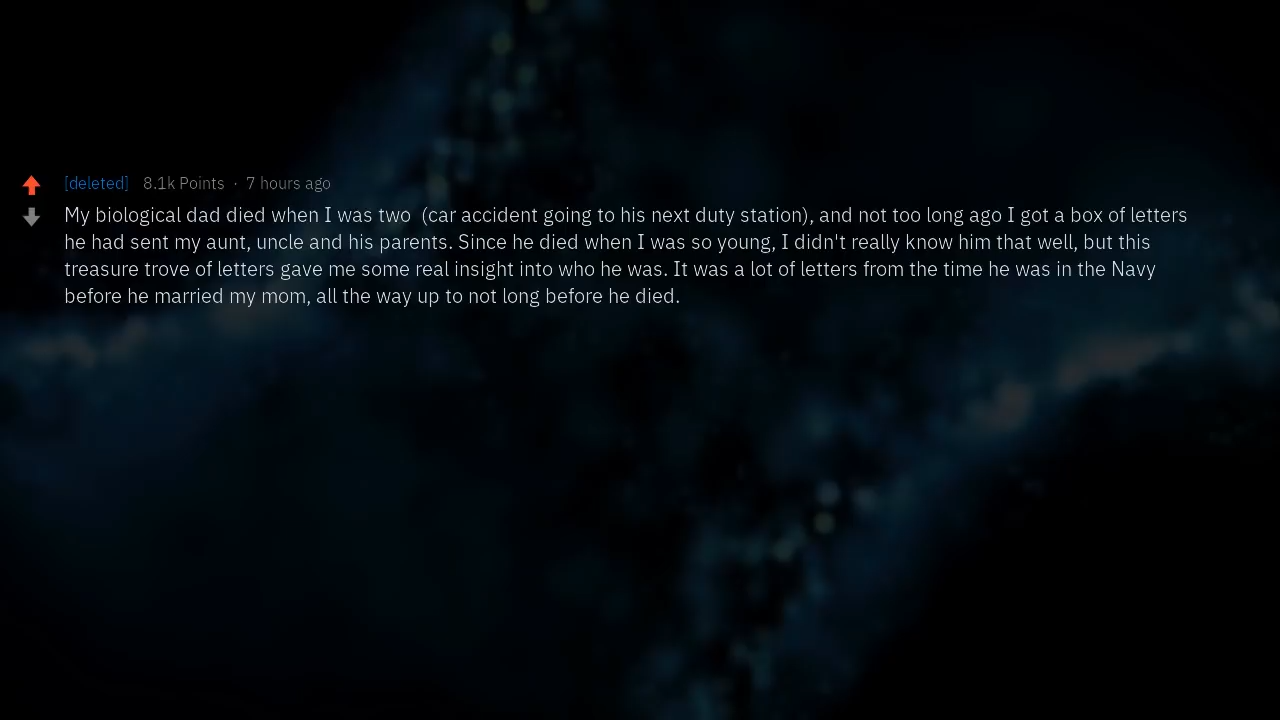 [deleted] 8.1k Points · 7 hours ago
My biological dad died when I was two  (car accident going to his next duty station), and not too long ago I got a box of letters
he had sent my aunt, uncle and his parents. Since he died when I was so young, I didn't really know him that well, but this
treasure trove of letters gave me some real insight into who he was. It was a lot of letters from the time he was in the Navy
before he married my mom, all the way up to not long before he died.